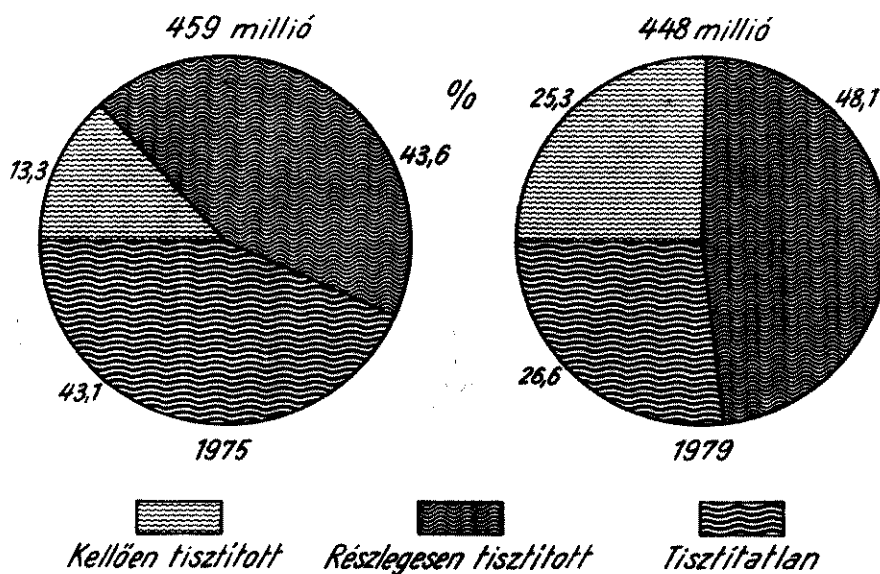 459 millió
448 millió
%
13,3
43,6
43,1
25,3
48,1
26,6
1975
1979
Kellően tisztított
Részlegesen tisztított
Tisztítatlan